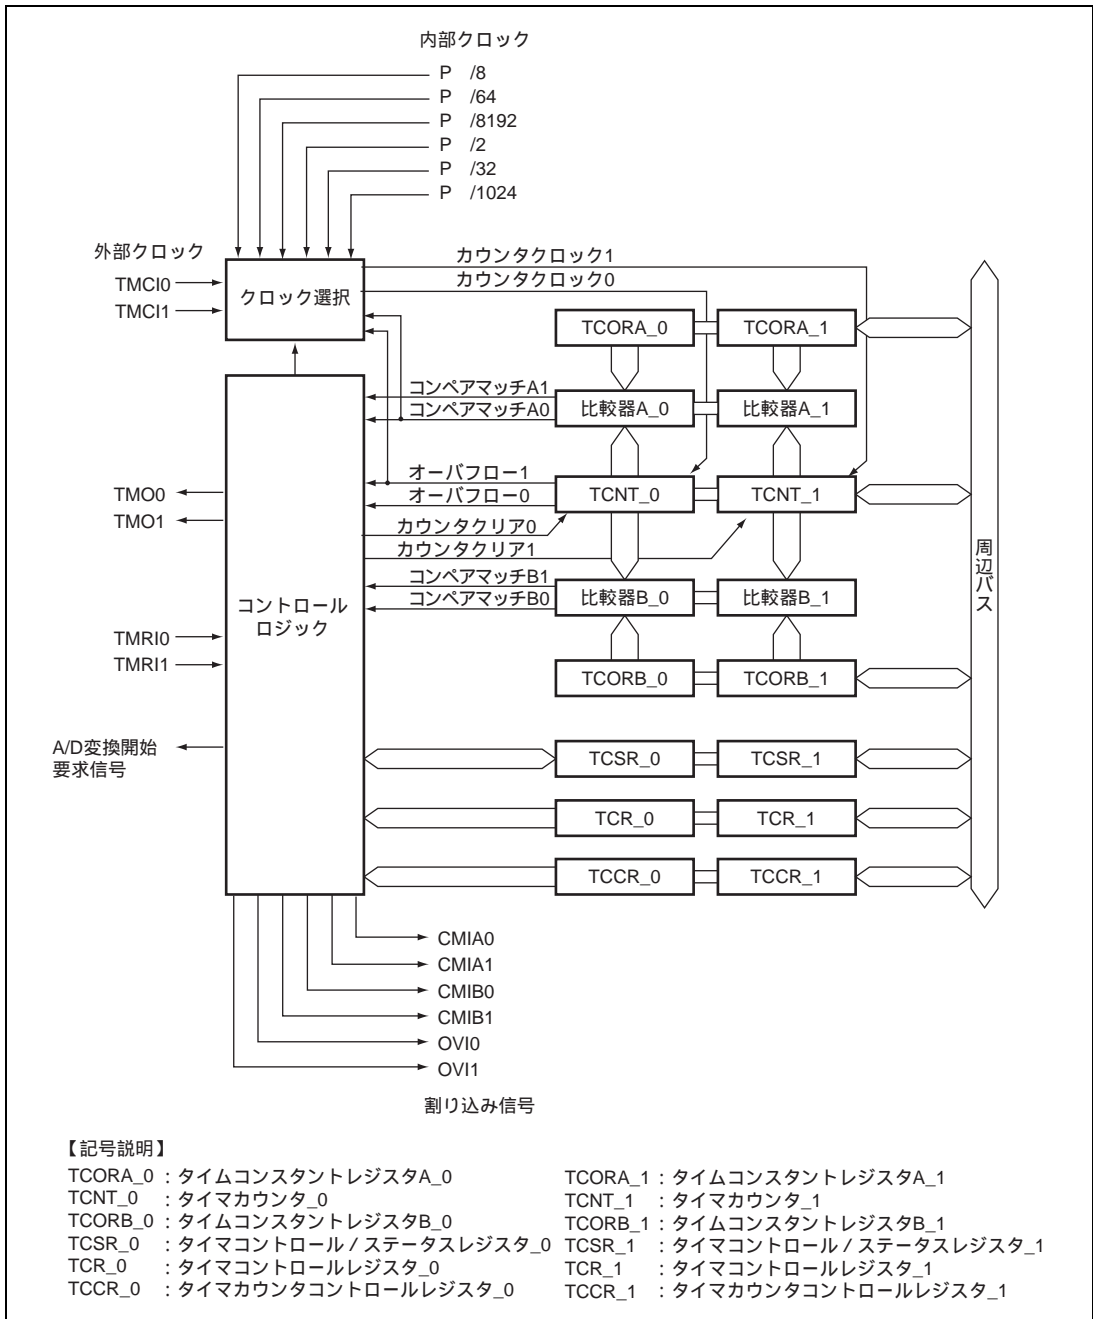 内部クロック
P /8
P /64
P /8192
P /2
P /32
P /1024
外部クロック
TMCI0
TMCI1
クロック選択
カウンタクロック1
カウンタクロック0
TCORA_0
TCORA_1
コンペアマッチA1
コンペアマッチA0
比較器A_0
比較器A_1
オーバフロー1
オーバフロー0
TCNT_0
TCNT_1
TMO0
TMO1
カウンタクリア0
カウンタクリア1
コンペアマッチB1
コンペアマッチB0
比較器B_0
比較器B_1
周辺バス
コントロール
ロジック
TMRI0
TMRI1
TCORB_0
TCORB_1
A/D変換開始
要求信号
TCSR_0
TCSR_1
TCR_0
TCR_1
TCCR_0
TCCR_1
CMIA0
CMIA1
CMIB0
CMIB1
OVI0
OVI1
割り込み信号
【記号説明】
TCORA_0 : タイムコンスタントレジスタA_0
TCNT_0 : タイマカウンタ_0
TCORB_0 : タイムコンスタントレジスタB_0
TCSR_0 : タイマコントロール / ステータスレジスタ_0
TCR_0 : タイマコントロールレジスタ_0
TCCR_0 : タイマカウンタコントロールレジスタ_0
TCORA_1 : タイムコンスタントレジスタA_1
TCNT_1 : タイマカウンタ_1
TCORB_1 : タイムコンスタントレジスタB_1
TCSR_1 : タイマコントロール / ステータスレジスタ_1
TCR_1 : タイマコントロールレジスタ_1
TCCR_1 : タイマカウンタコントロールレジスタ_1